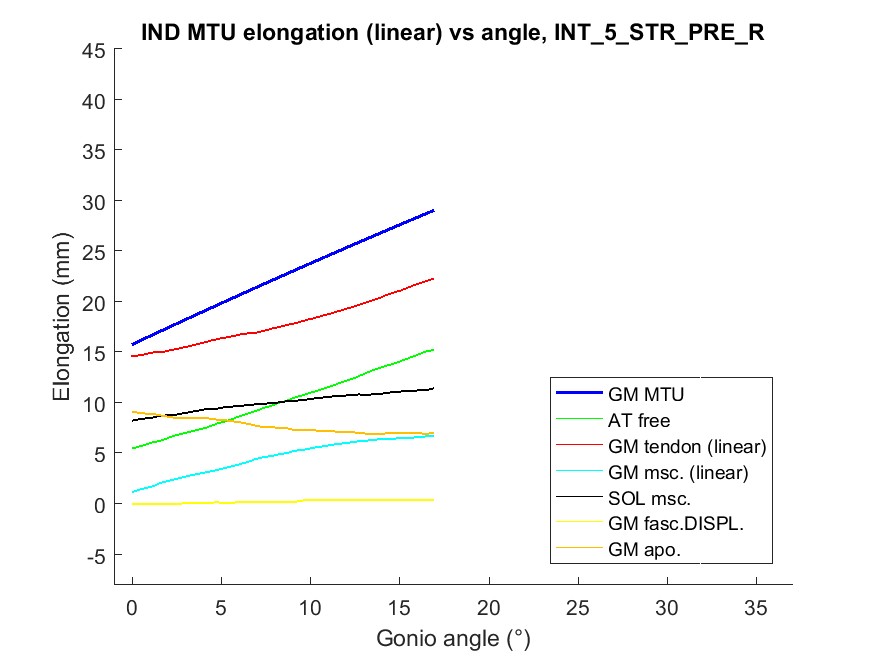 IND MTU elongation (linear) vs angle, INT_5_STR_PRE_R
45
40
35
30
25
20
15
10
5
0
-5
Elongation (mm)
GM MTU
AT free
GM tendon (linear)
GM msc. (linear)
SOL msc.
GM fasc.DISPL.
GM apo.
0 5 10 15 20 25 30 35
Gonio angle (°)